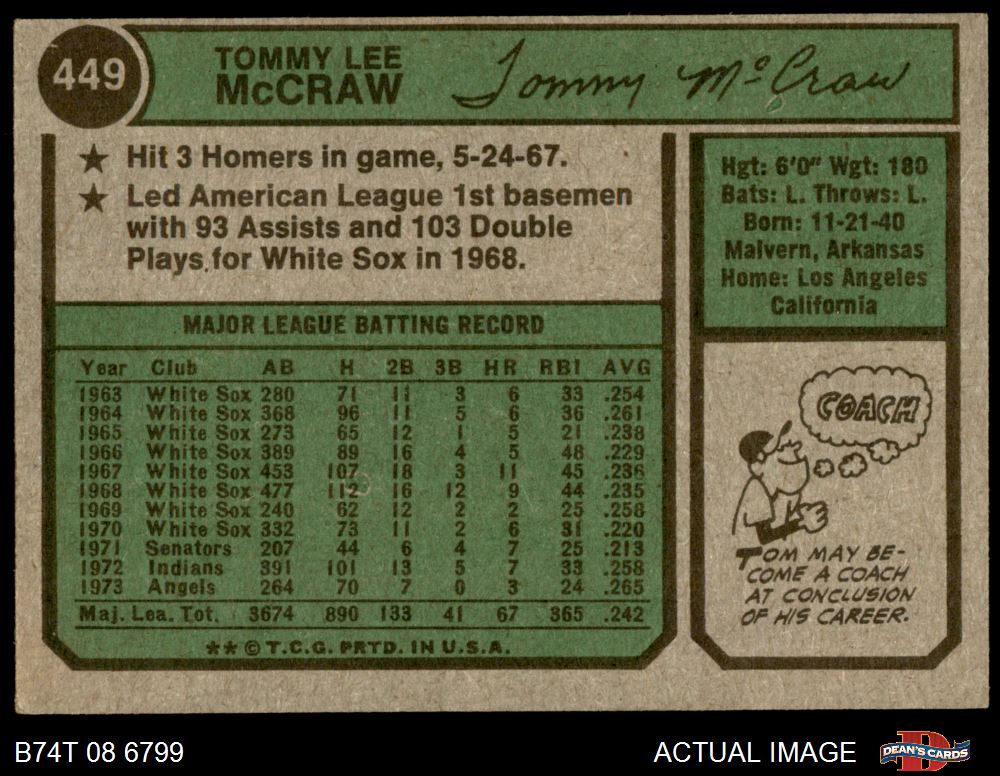 449
TOMMY LEE
McCRAW
Tommy McCraw
★ Hit 3 Homers in game, 5-24-67.
★ Led American League 1st basemen
with 93 Assists and 103 Double
Plays for White Sox in 1968.
Hgt: 6'0" Wgt: 180
Bats: L. Throws: L.
Born: 11-21-40
Malvern, Arkansas
Home: Los Angeles
California
MAJOR LEAGUE BATTING RECORD
Year Club AB H 2B 3B HR RBI AVG
1963 White Sox 280 71 11 3 6 33 .254
1964 White Sox 368 96 11 5 6 36 .261
1965 White Sox 273 65 12 1 5 21 .238
1966 White Sox 389 89 16 4 5 48 .229
1967 White Sox 453 107 18 3 11 45 .236
1968 White Sox 477 112 16 12 9 44 .235
1969 White Sox 240 62 12 2 2 25 .258
1970 White Sox 332 73 11 2 6 31 .220
1971 Senators 207 44 6 4 7 25 .213
1972 Indians 391 101 13 5 7 33 .258
1973 Angels 264 70 7 0 3 24 .265
Maj. Lea. Tot. 3674 890 133 41 67 365 .242
** © T.C.G. PRTD. IN U.S.A.
COACH
TOM MAY BE-
COME A COACH
AT CONCLUSION
OF HIS CAREER.
B74T 08 6799
ACTUAL IMAGE
DEAN'S CARDS